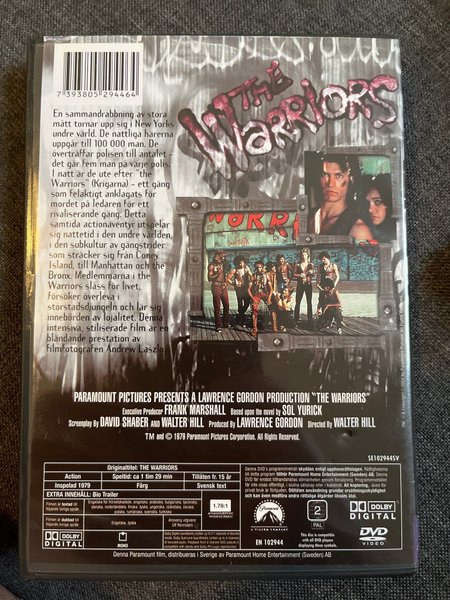 7 393805 294464
THE
WARRIORS
En sammandrabbning av stora
mått tornar upp sig i New Yorks
undre värld. De nattliga härerna
uppgår till 100 000 man. De
överträffar polisen till antalet -
det går fem man på varje polis.
I natt är de ute efter "the
Warriors" (Krigarna) - ett gäng
som felaktigt anklagats för
mordet på ledaren för ett
rivaliserande gäng. Detta
samtida actionäventyr utspelar
sig nattetid i den undre världen,
i den subkultur av gängstrider
som sträcker sig från Coney
Island, till Manhattan och the
Bronx. Medlemmarna i the
Warriors slåss för livet,
försöker överleva i
storstadsdjungeln och lär sig
innebörden av lojalitet. Denna
intensiva, stiliserade film är en
bländande prestation av
filmfotografen Andrew Laszlo.
PARAMOUNT PICTURES PRESENTS A LAWRENCE GORDON PRODUCTION "THE WARRIORS"
Executive Producer FRANK MARSHALL Based upon the novel by SOL YURICK
Screenplay by DAVID SHABER and WALTER HILL Produced by LAWRENCE GORDON Directed by WALTER HILL
TM and © 1979 Paramount Pictures Corporation. All Rights Reserved.
SE102944SV
Originaltitel: THE WARRIORS
Action Speltid: ca 1 tim 29 min Tillåten fr. 15 år
Inspelad 1979 Färg Svensk text
EXTRA INNEHÅLL: Bio Trailer
Engelska, tyska
DOLBY
DIGITAL
MONO
1.78:1
WIDESCREEN
EN 102944
Paramount
2
PAL
DOLBY
DIGITAL
DVD
VIDEO
Denna Paramount film, distribueras i Sverige av Paramount Home Entertainment (Sweden) AB.